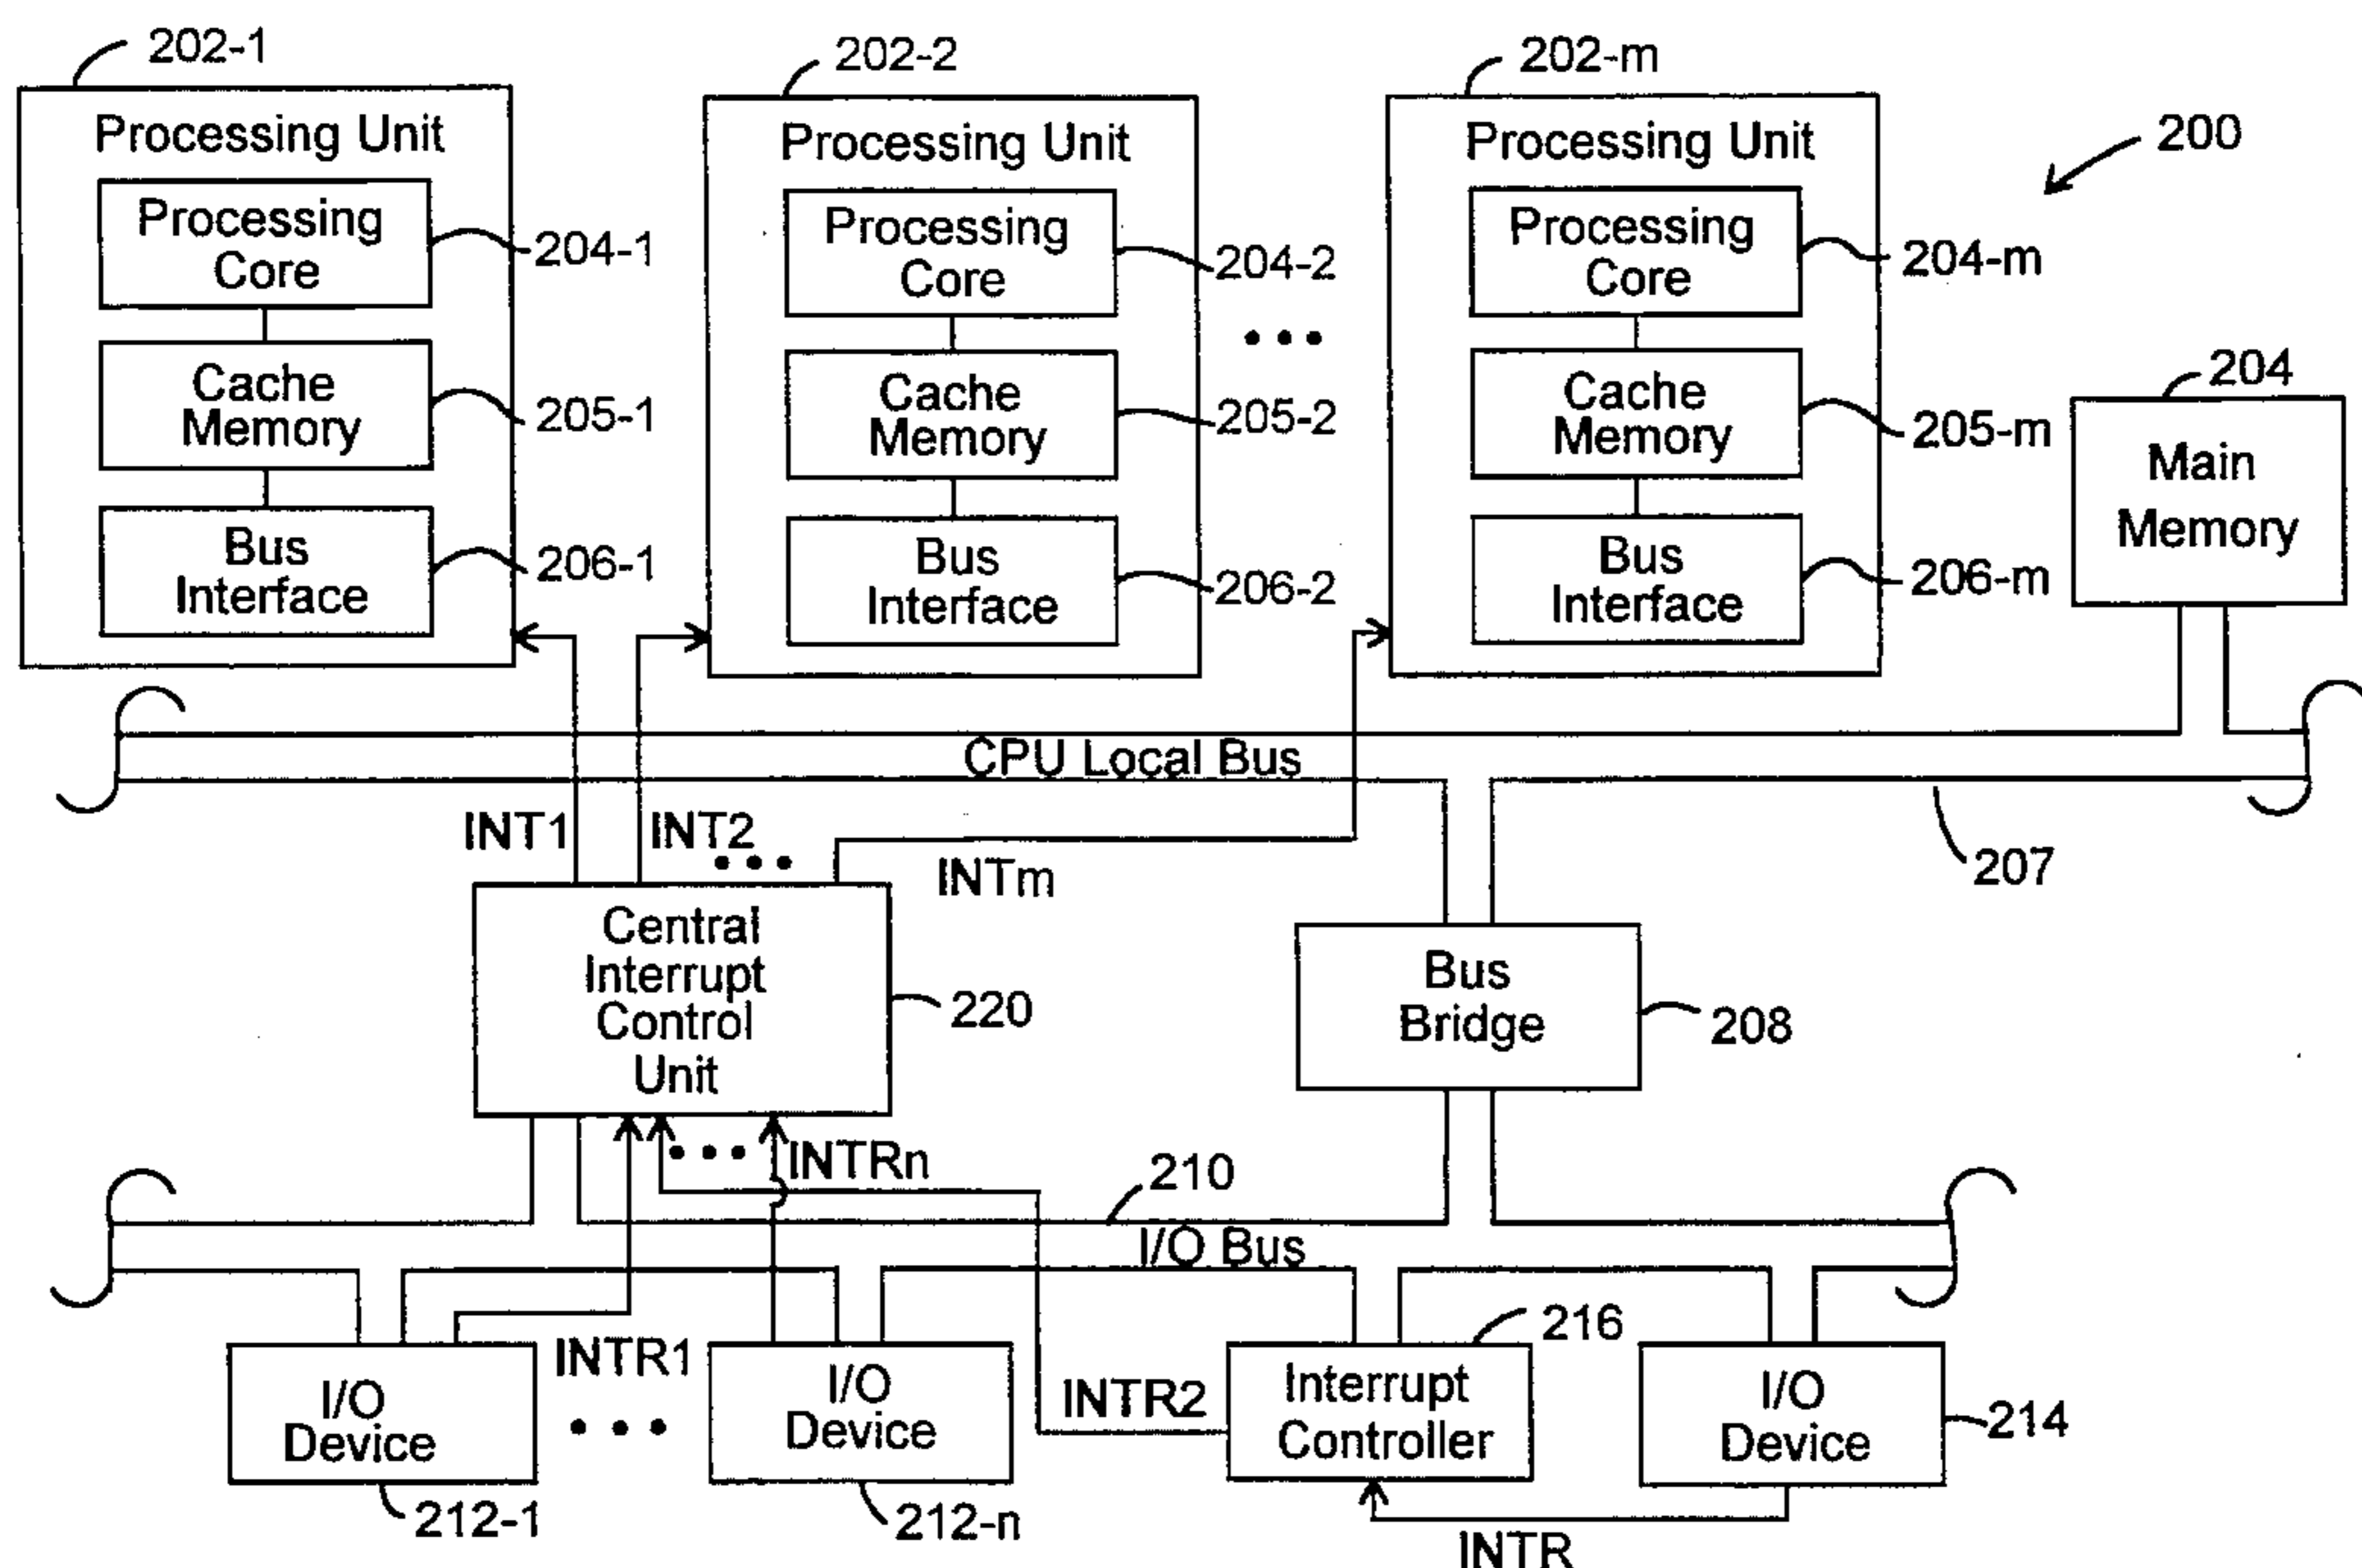 202-1
202-2
202-m
200
Processing Unit
Processing
Core
204-1
Cache
Memory
205-1
Bus
Interface
206-1
Processing Unit
Processing
Core
204-2
Cache
Memory
205-2
Bus
Interface
206-2
Processing Unit
Processing
Core
204-m
Cache
Memory
205-m
Bus
Interface
206-m
204
Main
Memory
CPU Local Bus
207
INT1
INT2
INTm
Central
Interrupt
Control
Unit
220
Bus
Bridge
208
INTRn
210
I/O Bus
I/O
Device
212-1
INTR1
I/O
Device
212-n
INTR2
Interrupt
Controller
216
I/O
Device
214
INTR